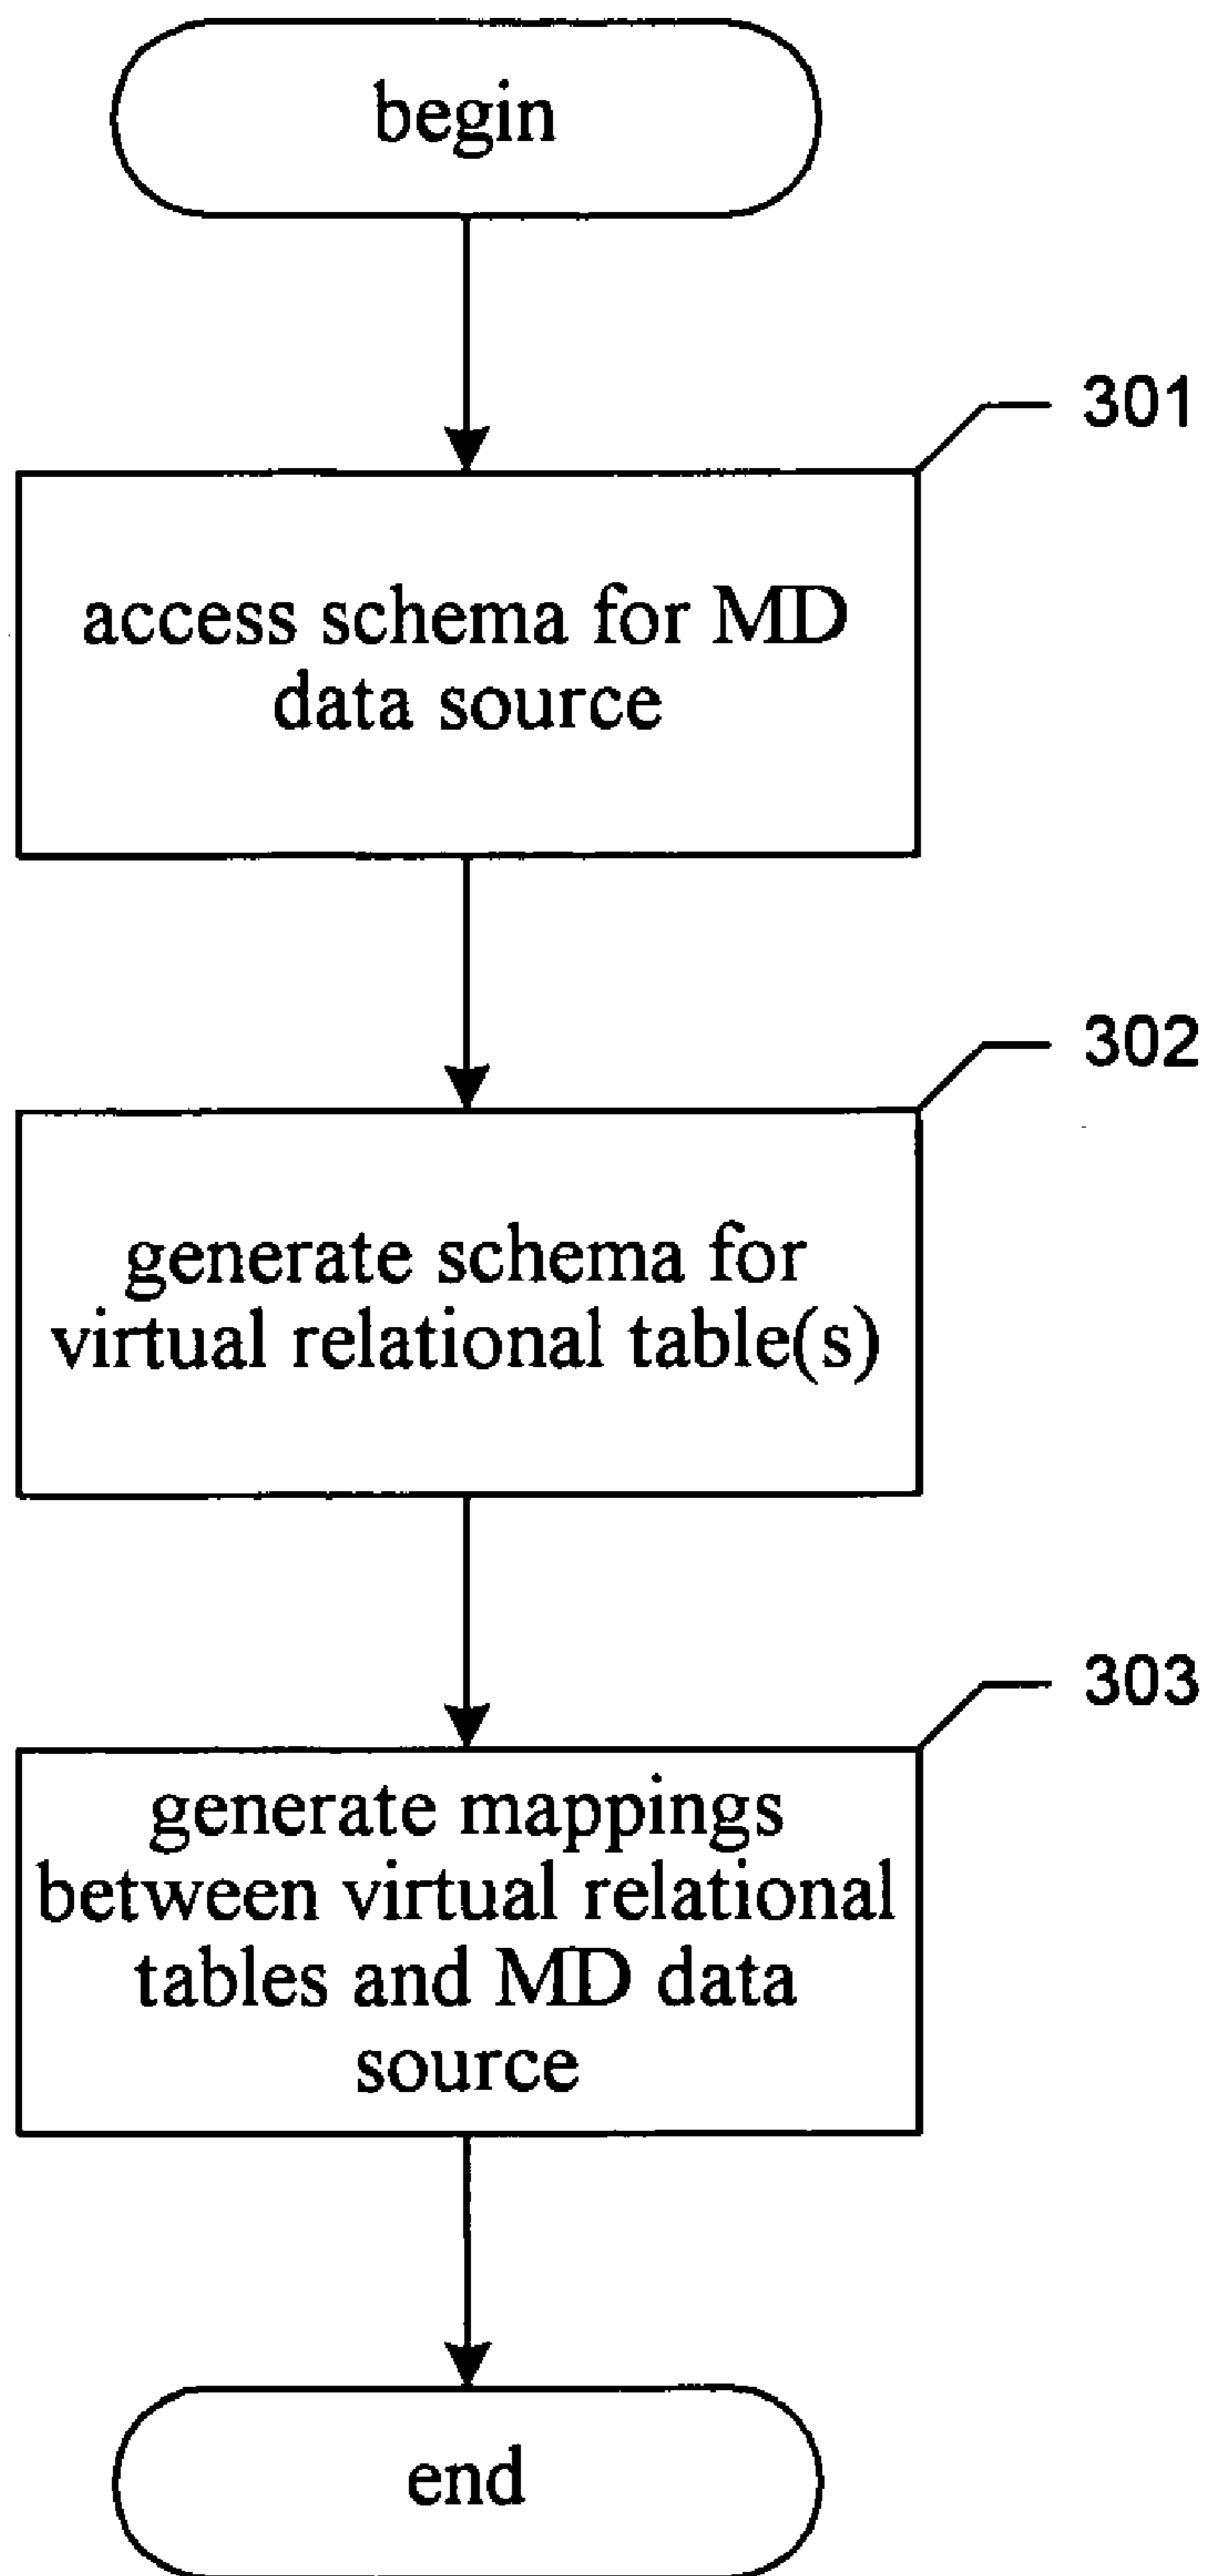 begin
301
access schema for MD
data source
302
generate schema for
virtual relational table(s)
303
generate mappings
between virtual relational
tables and MD data
source
end